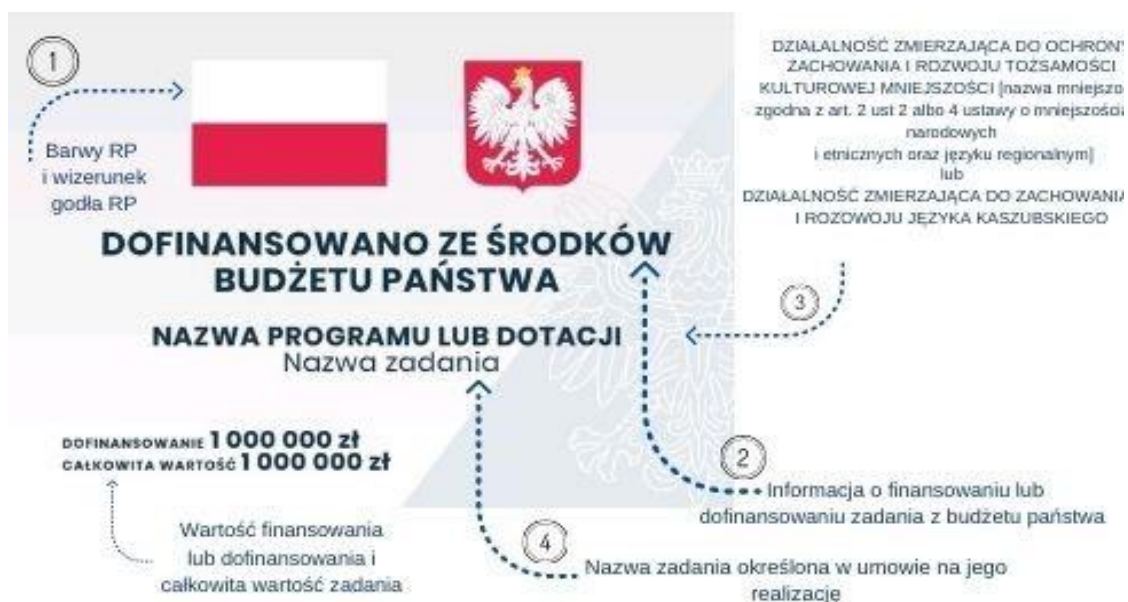 1
Barwy RP
i wizerunek
godła RP
DOFINANSOWANO ZE ŚRODKÓW
BUDŻETU PAŃSTWA
NAZWA PROGRAMU LUB DOTACJI
Nazwa zadania
DOFINANSOWANIE 1 000 000 zł
CAŁKOWITA WARTOŚĆ 1 000 000 zł
Wartość finansowania
lub dofinansowania i
całkowita wartość zadania
DZIAŁALNOŚĆ ZMIERZAJĄCA DO OCHRONY
ZACHOWANIA I ROZWOJU TOŻSAMOŚCI
KULTUROWEJ MNIEJSZOŚCI [nazwa mniejszo
zgodna z art. 2 ust 2 albo 4 ustawy o mniejszościa
narodowych
i etnicznych oraz języku regionalnym]
lub
DZIAŁALNOŚĆ ZMIERZAJĄCA DO ZACHOWANIA
I ROZOWOJU JĘZYKA KASZUBSKIEGO
3
2
Informacja o finansowaniu lub
dofinansowaniu zadania z budżetu państwa
4
Nazwa zadania określona w umowie na jego
realizację